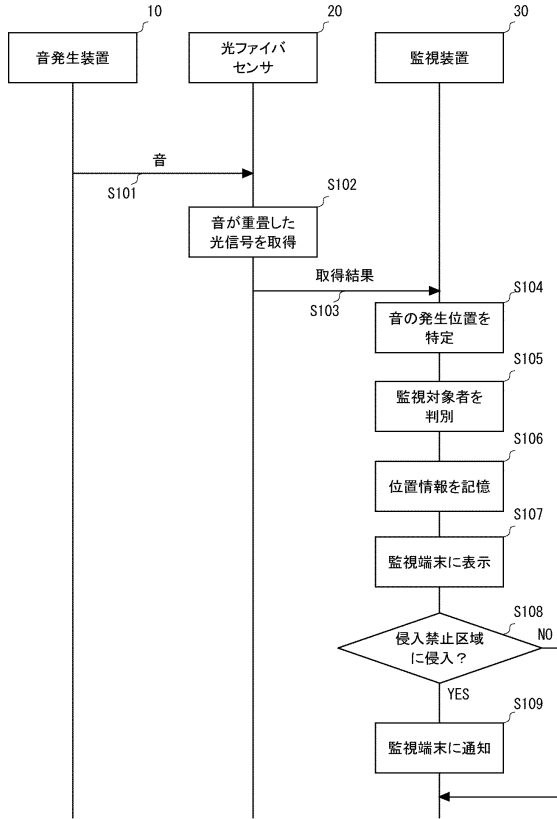 10
20
30
音発生装置
光ファイバ
センサ
監視装置
音
S101
S102
音が重畳した
光信号を取得
取得結果
S103
S104
音の発生位置を
特定
S105
監視対象者を
判別
S106
位置情報を記憶
S107
監視端末に表示
S108
侵入禁止区域
に侵入？
NO
YES
S109
監視端末に通知